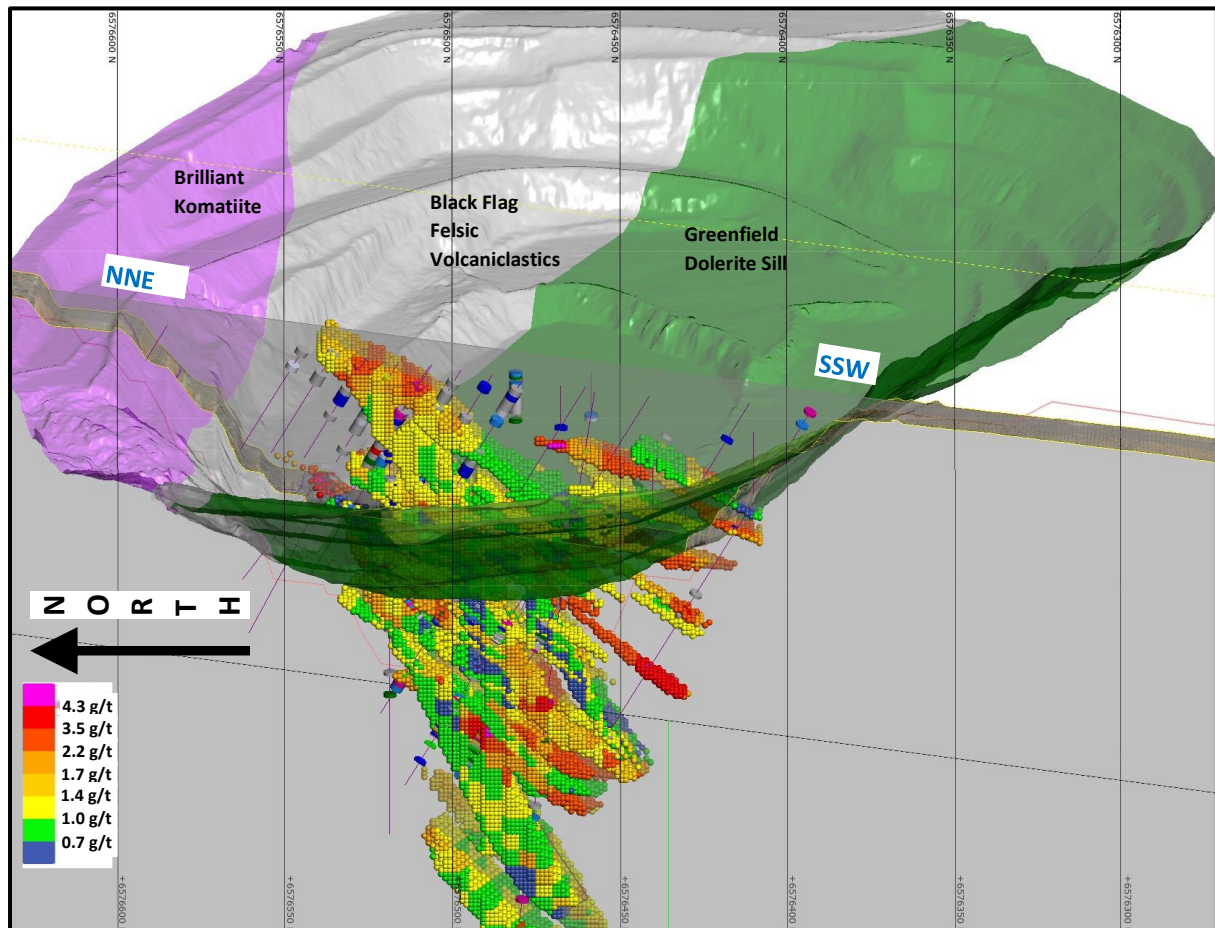 6576600 N
6576550 N
6576500 N
6576450 N
6576400 N
6576350 N
6576300 N
Brilliant
Komatiite
Black Flag
Felsic
Volcaniclastics
Greenfield
Dolerite Sill
NNE
SSW
NORTH
4.3 g/t
3.5 g/t
2.2 g/t
1.7 g/t
1.4 g/t
1.0 g/t
0.7 g/t
+6576600
+6576550
+6576500
+6576450
+6576400
+6576350
+6576300